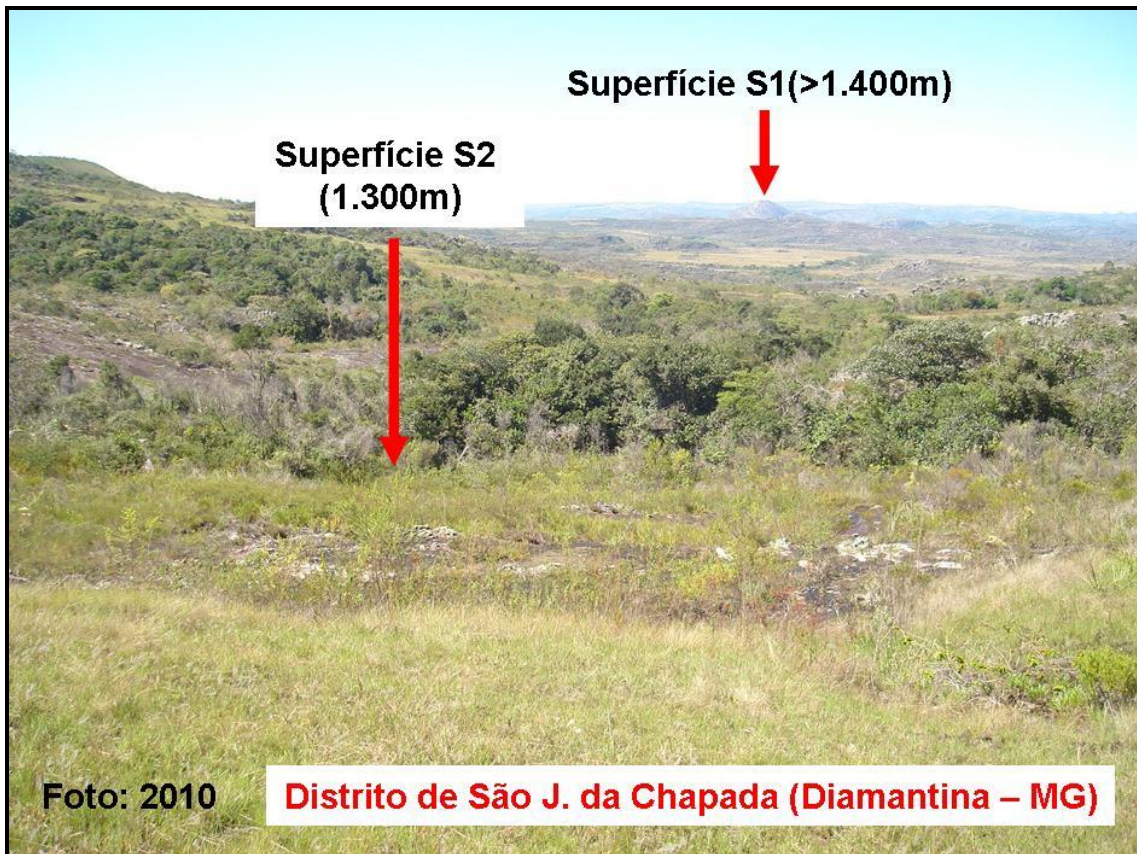 Superfície S1(>1.400m)
Superfície S2
(1.300m)
Foto: 2010
Distrito de São J. da Chapada (Diamantina – MG)